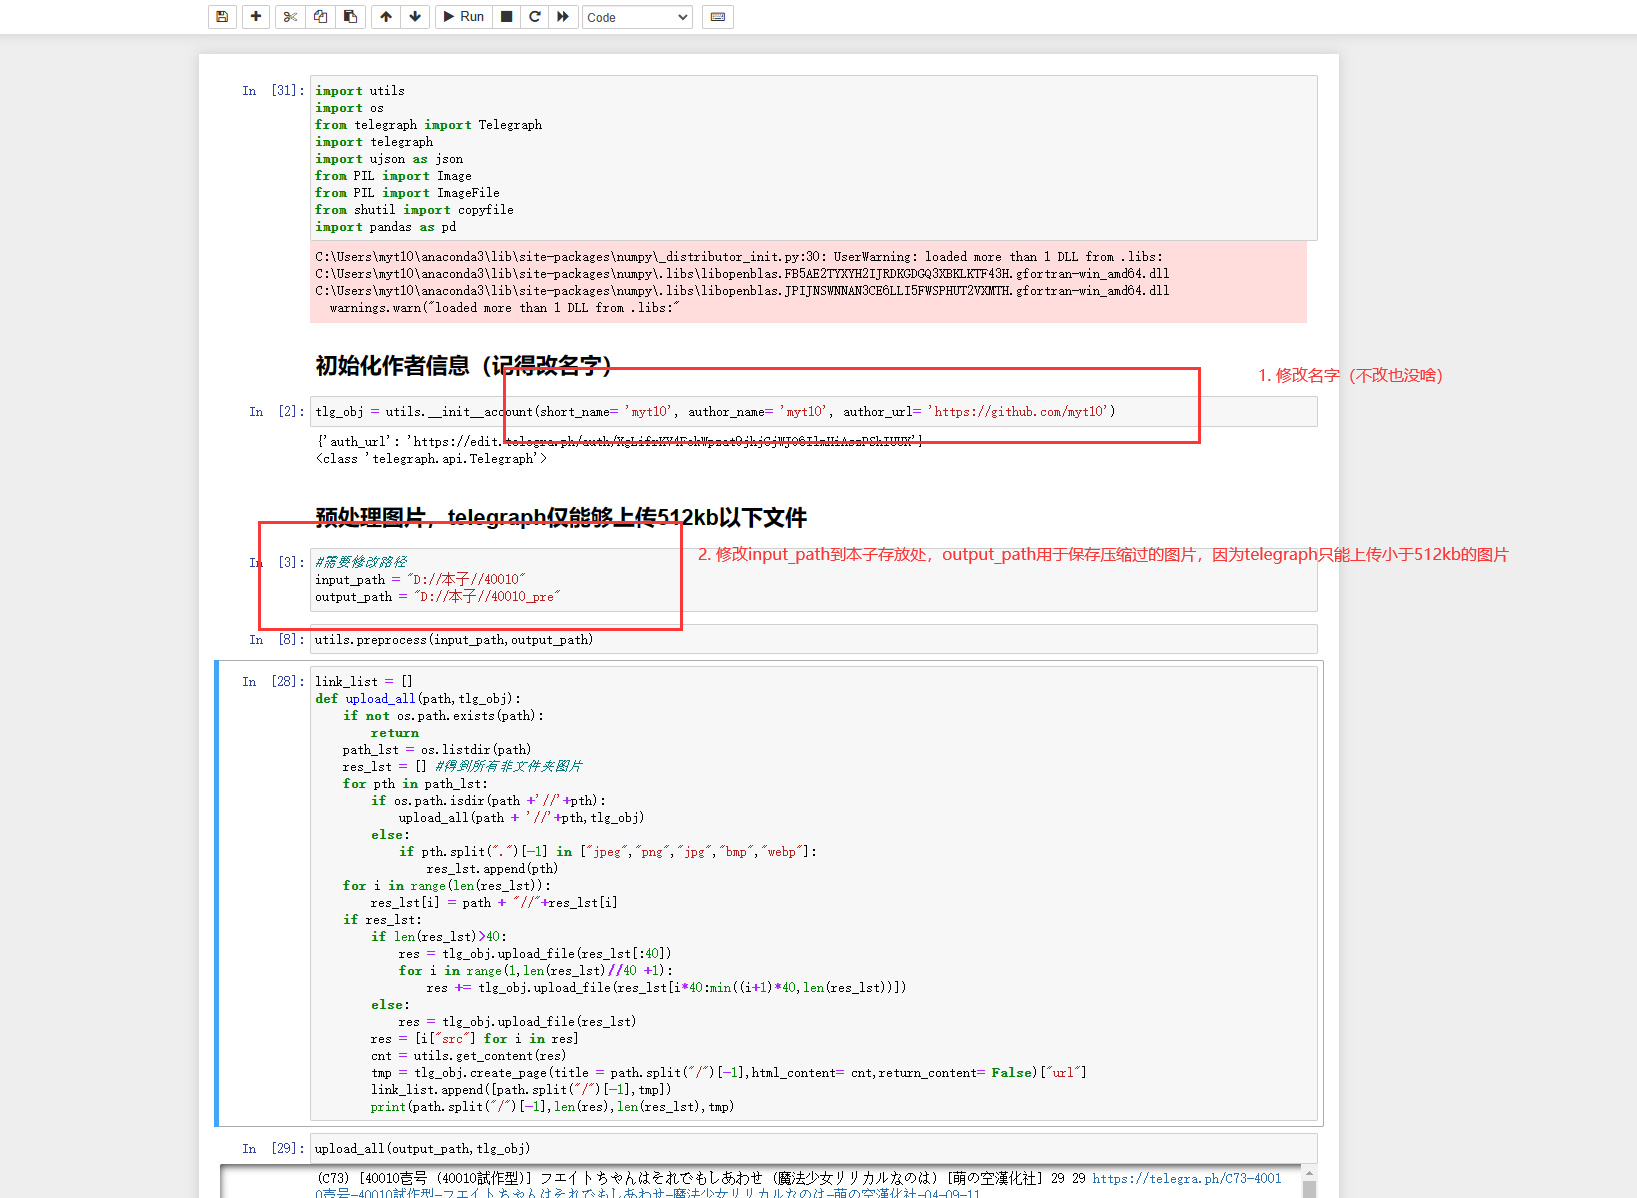 Run
Code
In [31]:
import utils
import os
from telegraph import Telegraph
import telegraph
import ujson as json
from PIL import Image
from PIL import ImageFile
from shutil import copyfile
import pandas as pd
C:\Users\myt10\anaconda3\lib\site-packages\numpy\_distributor_init.py:30: UserWarning: loaded more than 1 DLL from .libs:
C:\Users\myt10\anaconda3\lib\site-packages\numpy\.libs\libopenblas.FB5AE2TYXYH2IJRDKGDGQ3XBKLKTF43H.gfortran-win_amd64.dll
C:\Users\myt10\anaconda3\lib\site-packages\numpy\.libs\libopenblas.JPIJNSWNNAN3CE6LLI5FWSPHUT2VXMTH.gfortran-win_amd64.dll
warnings.warn("loaded more than 1 DLL from .libs:"
初始化作者信息（记得改名字）
1. 修改名字（不改也没啥）
In [2]:
tlg_obj = utils.__init__account(short_name= 'myt10', author_name= 'myt10', author_url= 'https://github.com/myt10')
{'auth_url': 
<class 'telegraph.api.Telegraph'>
预处理图片，telegraph仅能够上传512kb以下文件
2. 修改input_path到本子存放处，output_path用于保存压缩过的图片，因为telegraph只能上传小于512kb的图片
In [3]:
#需要修改路径
input_path = "D://本子//40010"
output_path = "D://本子//40010_pre"
In [8]:
utils.preprocess(input_path,output_path)
In [28]:
link_list = []
def upload_all(path,tlg_obj):
if not os.path.exists(path):
return
path_lst = os.listdir(path)
res_lst = [] #得到所有非文件夹图片
for pth in path_lst:
if os.path.isdir(path +'//'+pth):
upload_all(path + '//'+pth,tlg_obj)
else:
if pth.split(".")[-1] in ["jpeg","png","jpg","bmp","webp"]:
res_lst.append(pth)
for i in range(len(res_lst)):
res_lst[i] = path + "//"+res_lst[i]
if res_lst:
if len(res_lst)>40:
res = tlg_obj.upload_file(res_lst[:40])
for i in range(1,len(res_lst)//40 +1):
res += tlg_obj.upload_file(res_lst[i*40:min((i+1)*40,len(res_lst))])
else:
res = tlg_obj.upload_file(res_lst)
res = [i["src"] for i in res]
cnt = utils.get_content(res)
tmp = tlg_obj.create_page(title = path.split("/")[-1],html_content= cnt,return_content= False)["url"]
link_list.append([path.split("/")[-1],tmp])
print(path.split("/")[-1],len(res),len(res_lst),tmp)
In [29]:
upload_all(output_path,tlg_obj)
(C73) [40010壱号 (40010試作型)] フエイトちゃんはそれでもしあわせ (魔法少女リリカルなのは) [萌の空漢化社] 29 29 https://telegra.ph/C73-4001
0壱号-40010試作型-フエイトちゃんはそれでもしあわせ-魔法少女リリカルなのは-萌の空漢化社-04-09-11